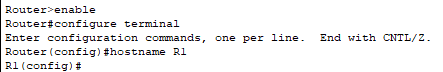 Router>enable
Router#configure terminal
Enter configuration commands, one per line.  End with CNTL/Z.
Router(config)#hostname R1
R1(config)#